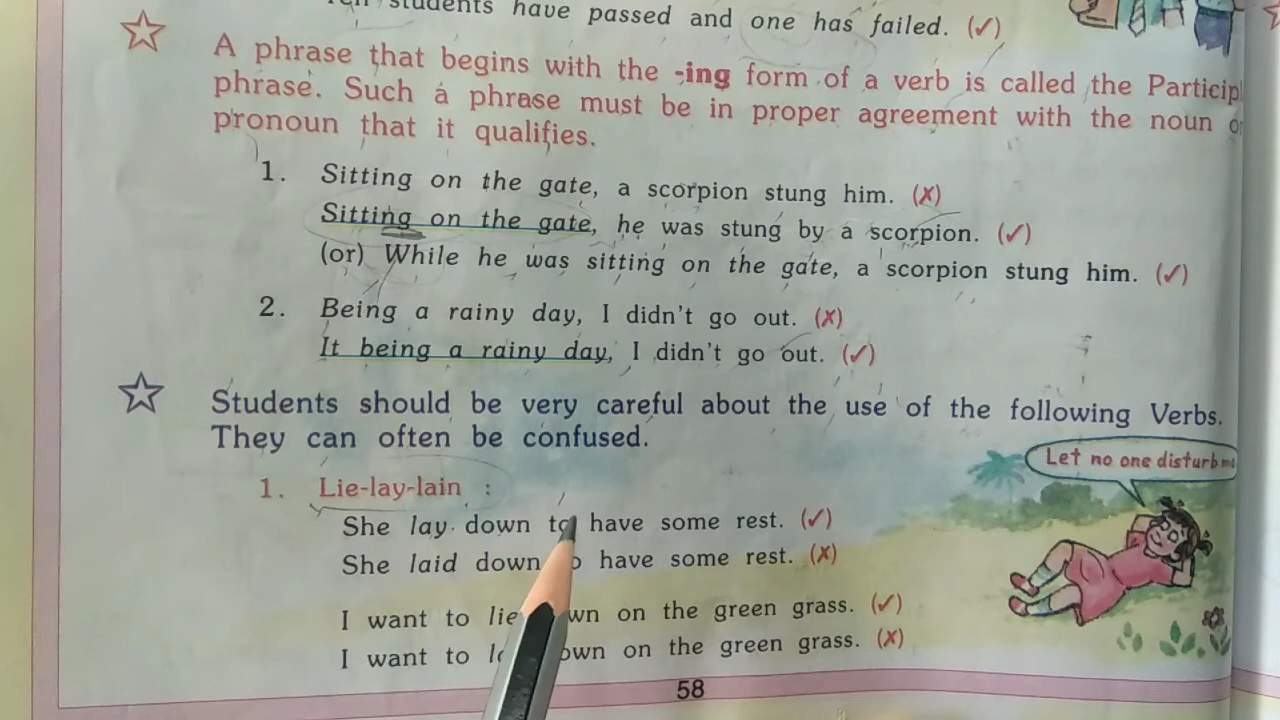 students have passed and one has failed. (✓)
A phrase that begins with the -ing form of a verb is called the
phrase. Such a phrase must be in proper agreement with the noun
pronoun that it qualifies.
1. Sitting on the gate, a scorpion stung him. (✗)
Sitting on the gate, he was stung by a scorpion. (✓)
(or) While he was sitting on the gate, a scorpion stung him. (✓)
2. Being a rainy day, I didn't go out. (✗)
It being a rainy day, I didn't go out. (✓)
Students should be very careful about the use of the following Verbs.
They can often be confused.
Let no one disturb
1. Lie-lay-lain :
She lay down to have some rest. (✓)
She laid down have some rest. (✗)
I want to on the green grass. (✓)
I want to on the green grass. (✗)
58